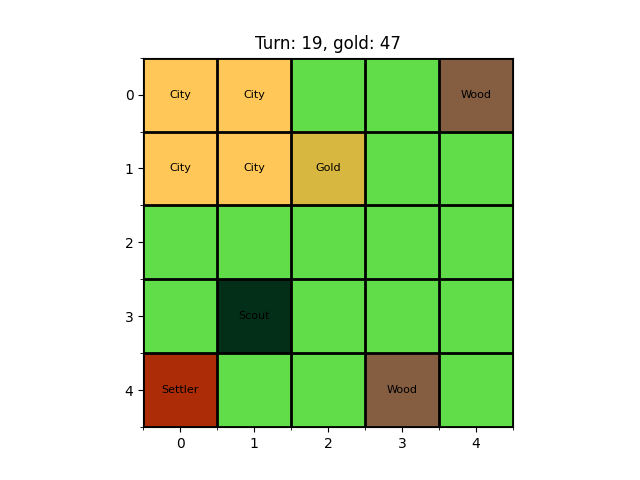 Turn: 19, gold: 47
0 City City Wood
1 City City Gold
2
3 Scout
4 Settler Wood
0 1 2 3 4